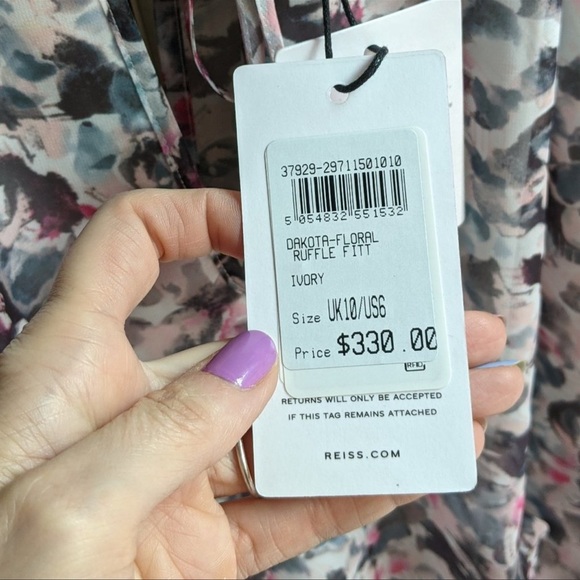 37929-29711501010
5 054832 551532
DAKOTA-FLORAL
RUFFLE FITT
IVORY
Size UK10/US6
Price $330.00
RETURNS WILL ONLY BE ACCEPTED
IF THIS TAG REMAINS ATTACHED
REISS.COM